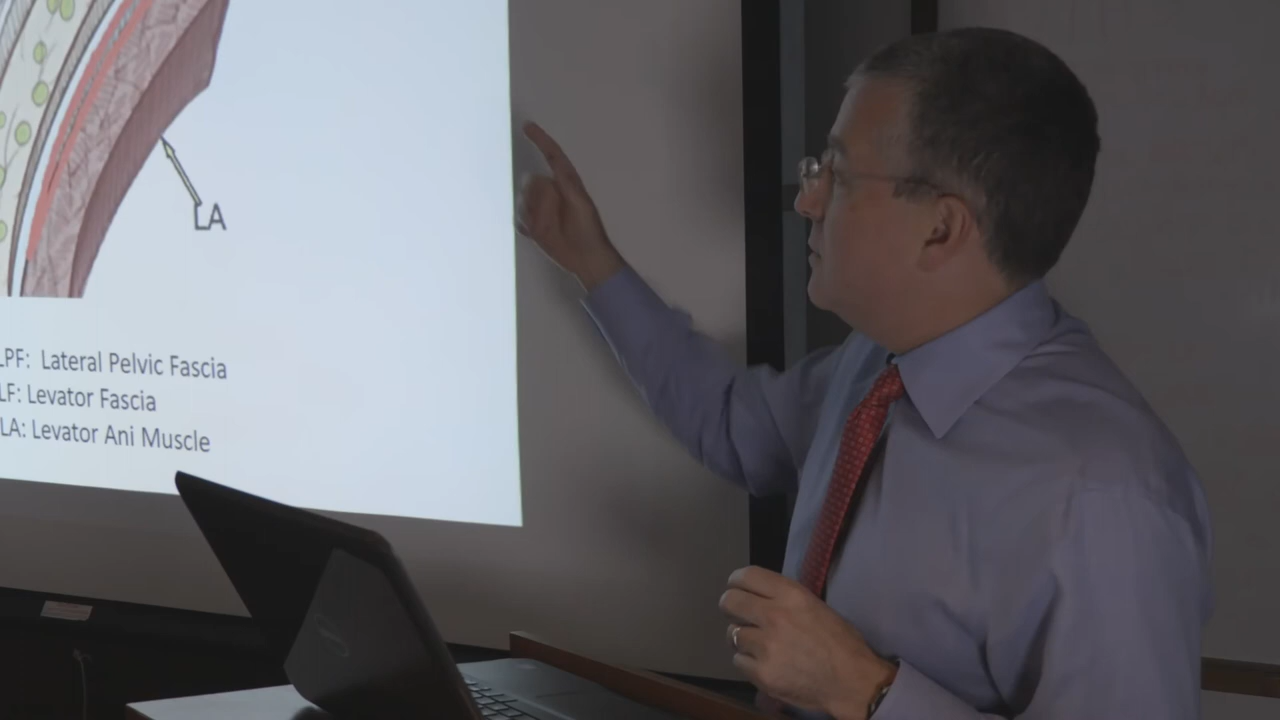 LA
LPF: Lateral Pelvic Fascia
LF: Levator Fascia
LA: Levator Ani Muscle